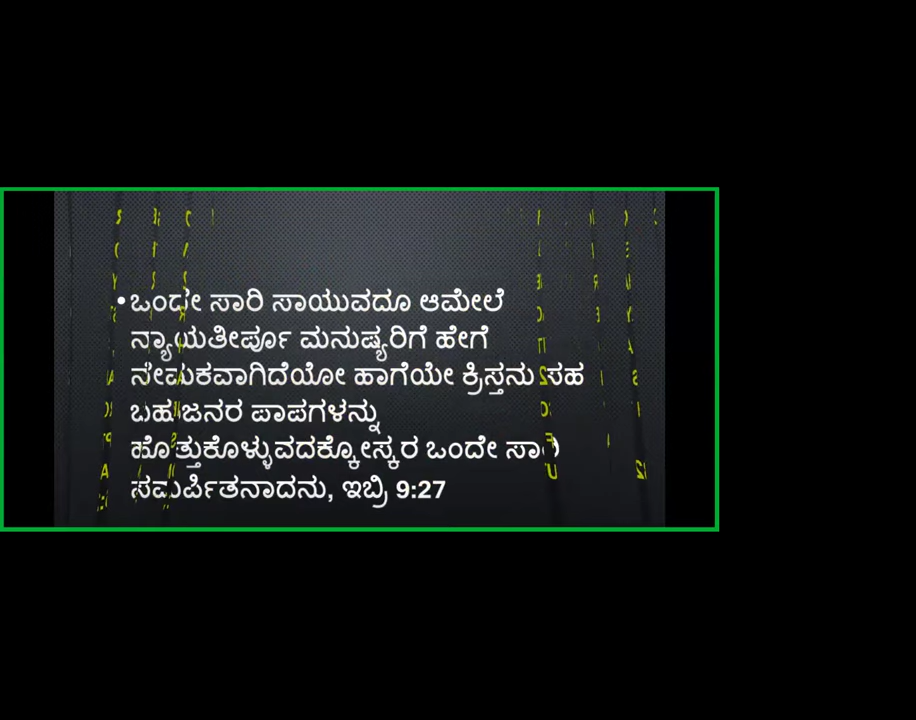 • ಒಂದೇ ಸಾರಿ ಸಾಯುವದೂ ಆಮೇಲೆ
ನ್ಯಾಯತೀರ್ಪೂ ಮನುಷ್ಯರಿಗೆ ಹೇಗೆ
ನೇಮಕವಾಗಿದೆಯೋ ಹಾಗೆಯೇ ಕ್ರಿಸ್ತನು ಸಹ
ಬಹುಜನರ ಪಾಪಗಳನ್ನು
ಹೊತ್ತುಕೊಳ್ಳುವದಕ್ಕೋಸ್ಕರ ಒಂದೇ ಸಾರಿ
ಸಮರ್ಪಿತನಾದನು, ಇಬ್ರಿ 9:27